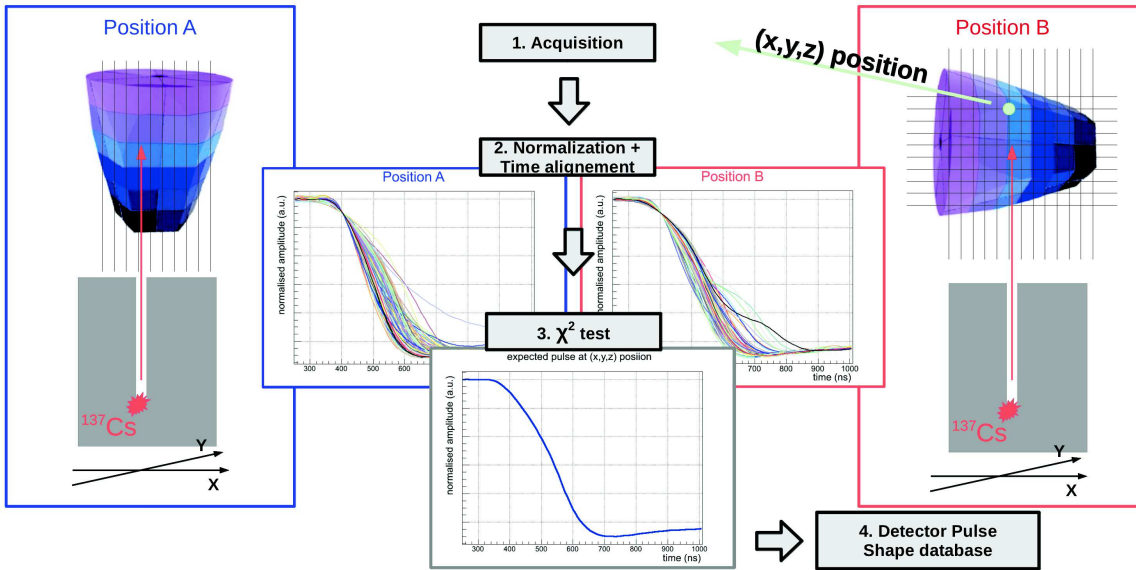 Position A
1. Acquisition
Position B
(x,y,z) position
2. Normalization +
Time alignement
Position A
Position B
normalised amplitude (a.u.)
normalised amplitude (a.u.)
3. χ² test
300 400 500 600
700 800 900 1000
time (ns)
expected pulse at (x,y,z) posiion
normalised amplitude (a.u.)
300 400 500 600 700 800 900 1000
time (ns)
137Cs
Y
X
137Cs
Y
X
4. Detector Pulse
Shape database